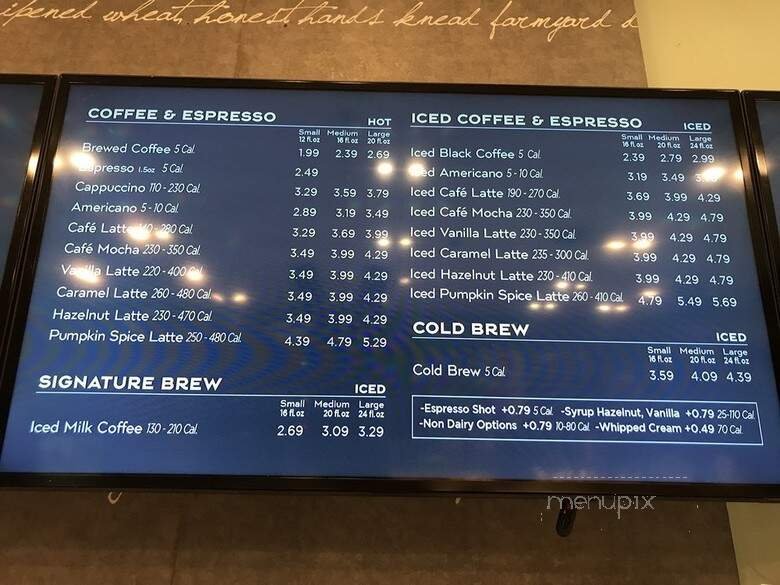 ipened wheat, honest hands knead farmyard d
COFFEE & ESPRESSO HOT
Small Medium Large
12 fl.oz 16 fl.oz 20 fl.oz
Brewed Coffee 5 Cal. 1.99 2.39 2.69
Espresso 1.5oz 5 Cal. 2.49
Cappuccino 110 - 230 Cal. 3.29 3.59 3.79
Americano 5 - 10 Cal. 2.89 3.19 3.49
Café Latte 280 Cal. 3.29 3.69 3.99
Café Mocha 230 - 350 Cal. 3.49 3.99 4.29
Vanilla Latte 220 - 400 Cal. 3.49 3.99 4.29
Caramel Latte 260 - 480 Cal. 3.49 3.99 4.29
Hazelnut Latte 230 - 470 Cal. 3.49 3.99 4.29
Pumpkin Spice Latte 250 - 480 Cal. 4.39 4.79 5.29
SIGNATURE BREW ICED
Small Medium Large
16 fl.oz 20 fl.oz 24 fl.oz
Iced Milk Coffee 130 - 210 Cal. 2.69 3.09 3.29
ICED COFFEE & ESPRESSO ICED
Small Medium Large
16 fl.oz 20 fl.oz 24 fl.oz
Iced Black Coffee 5 Cal. 2.39 2.79 2.99
Iced Americano 5 - 10 Cal. 3.19 3.49
Iced Café Latte 190 - 270 Cal. 3.69 3.99 4.29
Iced Café Mocha 230 - 350 Cal. 3.99 4.29 4.79
Iced Vanilla Latte 230 - 350 Cal. 3.99 4.29 4.79
Iced Caramel Latte 235 - 300 Cal. 3.99 4.29 4.79
Iced Hazelnut Latte 230 - 410 Cal. 3.99 4.29 4.79
Iced Pumpkin Spice Latte 260 - 410 Cal. 4.79 5.49 5.69
COLD BREW ICED
Small Medium Large
16 fl.oz 20 fl.oz 24 fl.oz
Cold Brew 5 Cal. 3.59 4.09 4.39
-Espresso Shot +0.79 5 Cal. -Syrup Hazelnut, Vanilla +0.79 25-110 Cal.
-Non Dairy Options +0.79 10-80 Cal. -Whipped Cream +0.49 70 Cal.
menupix